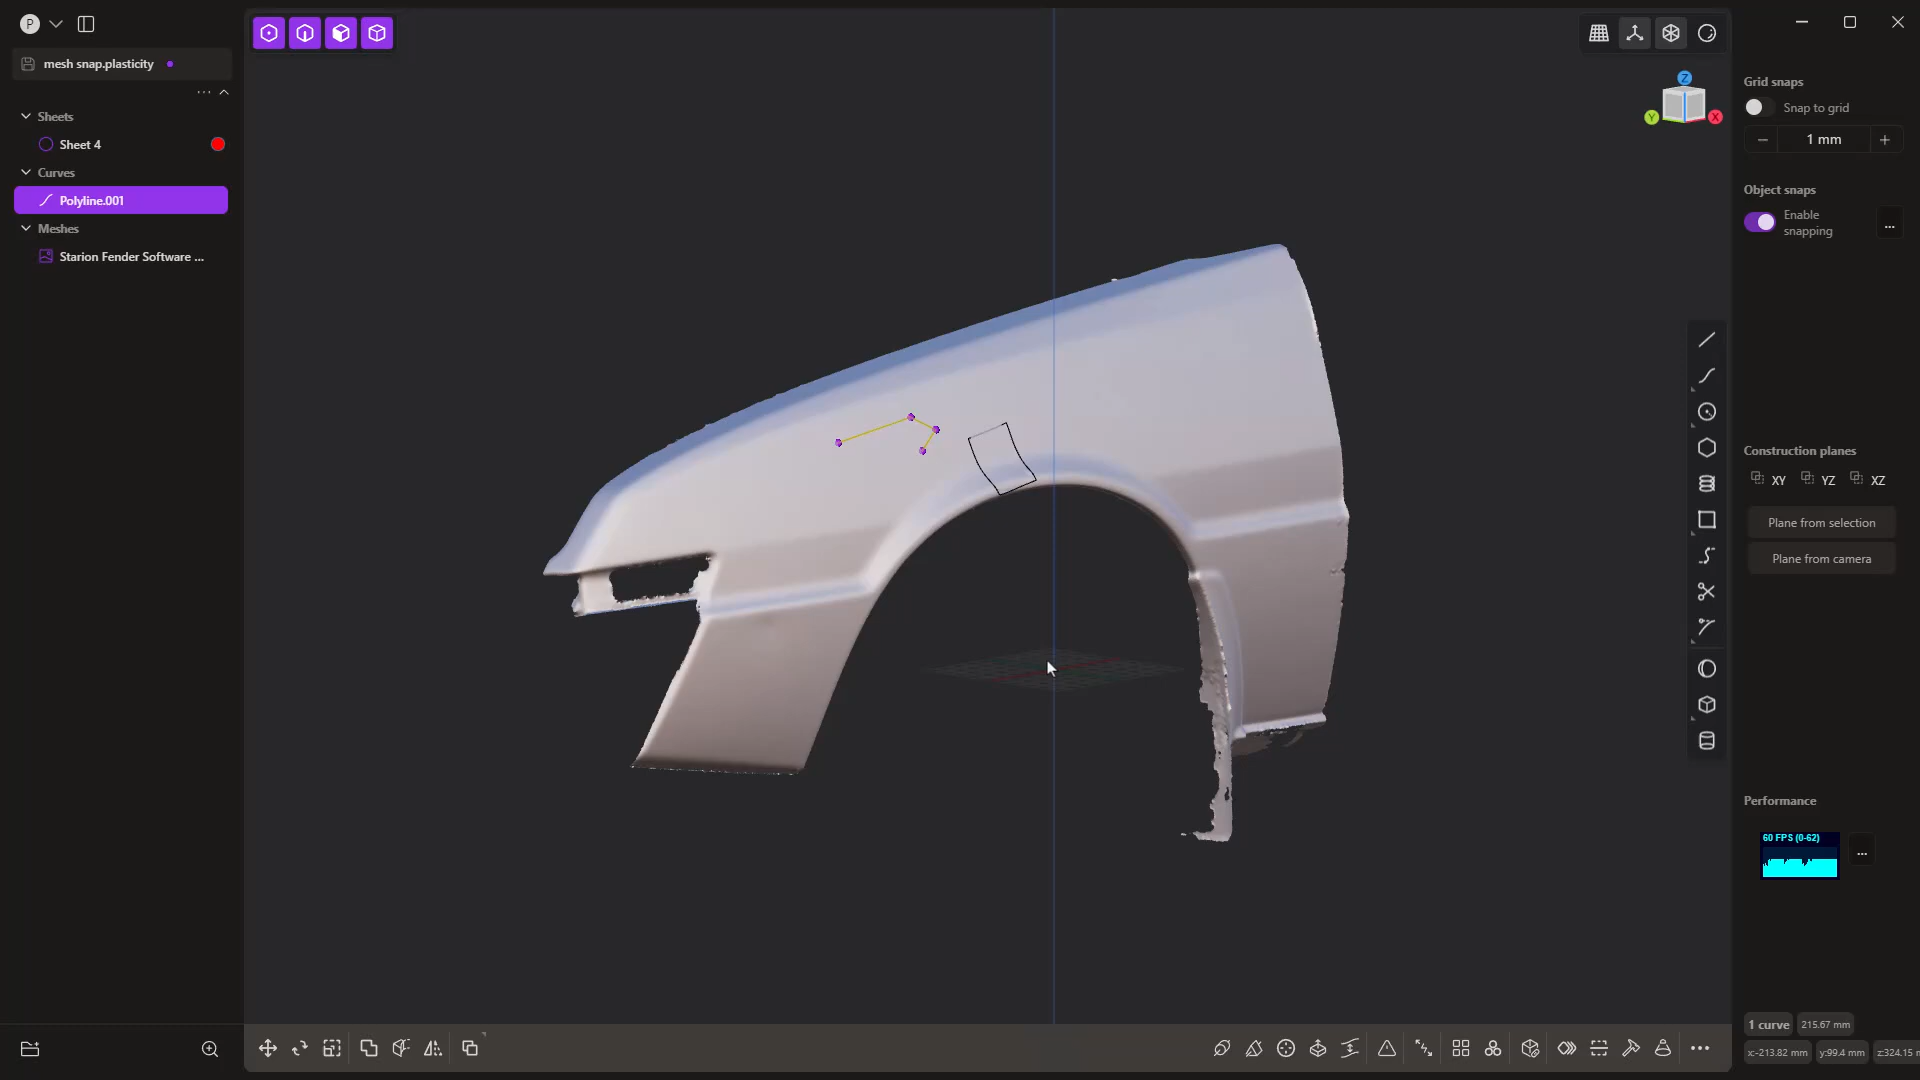 P
mesh snap.plasticity
Sheets
Sheet 4
Curves
Polyline.001
Meshes
Starion Fender Software ...
Z
Y
X
Grid snaps
Snap to grid
1 mm
Object snaps
Enable
snapping
...
Construction planes
XY
YZ
XZ
Plane from selection
Plane from camera
Performance
60 FPS (0-62)
...
1 curve
215.67 mm
x:-213.82 mm
y:99.4 mm
z:324.15 m